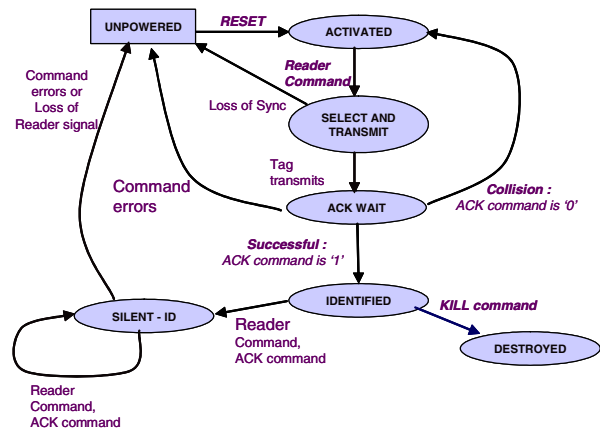 UNPOWERED
RESET
ACTIVATED
Command
errors or
Loss of
Reader signal
Reader
Command
Loss of Sync
SELECT AND
TRANSMIT
Tag
transmits
Command
errors
ACK WAIT
Collision :
ACK command is ‘0’
Successful :
ACK command is ‘1’
IDENTIFIED
KILL command
SILENT - ID
Reader
Command,
ACK command
DESTROYED
Reader
Command,
ACK command